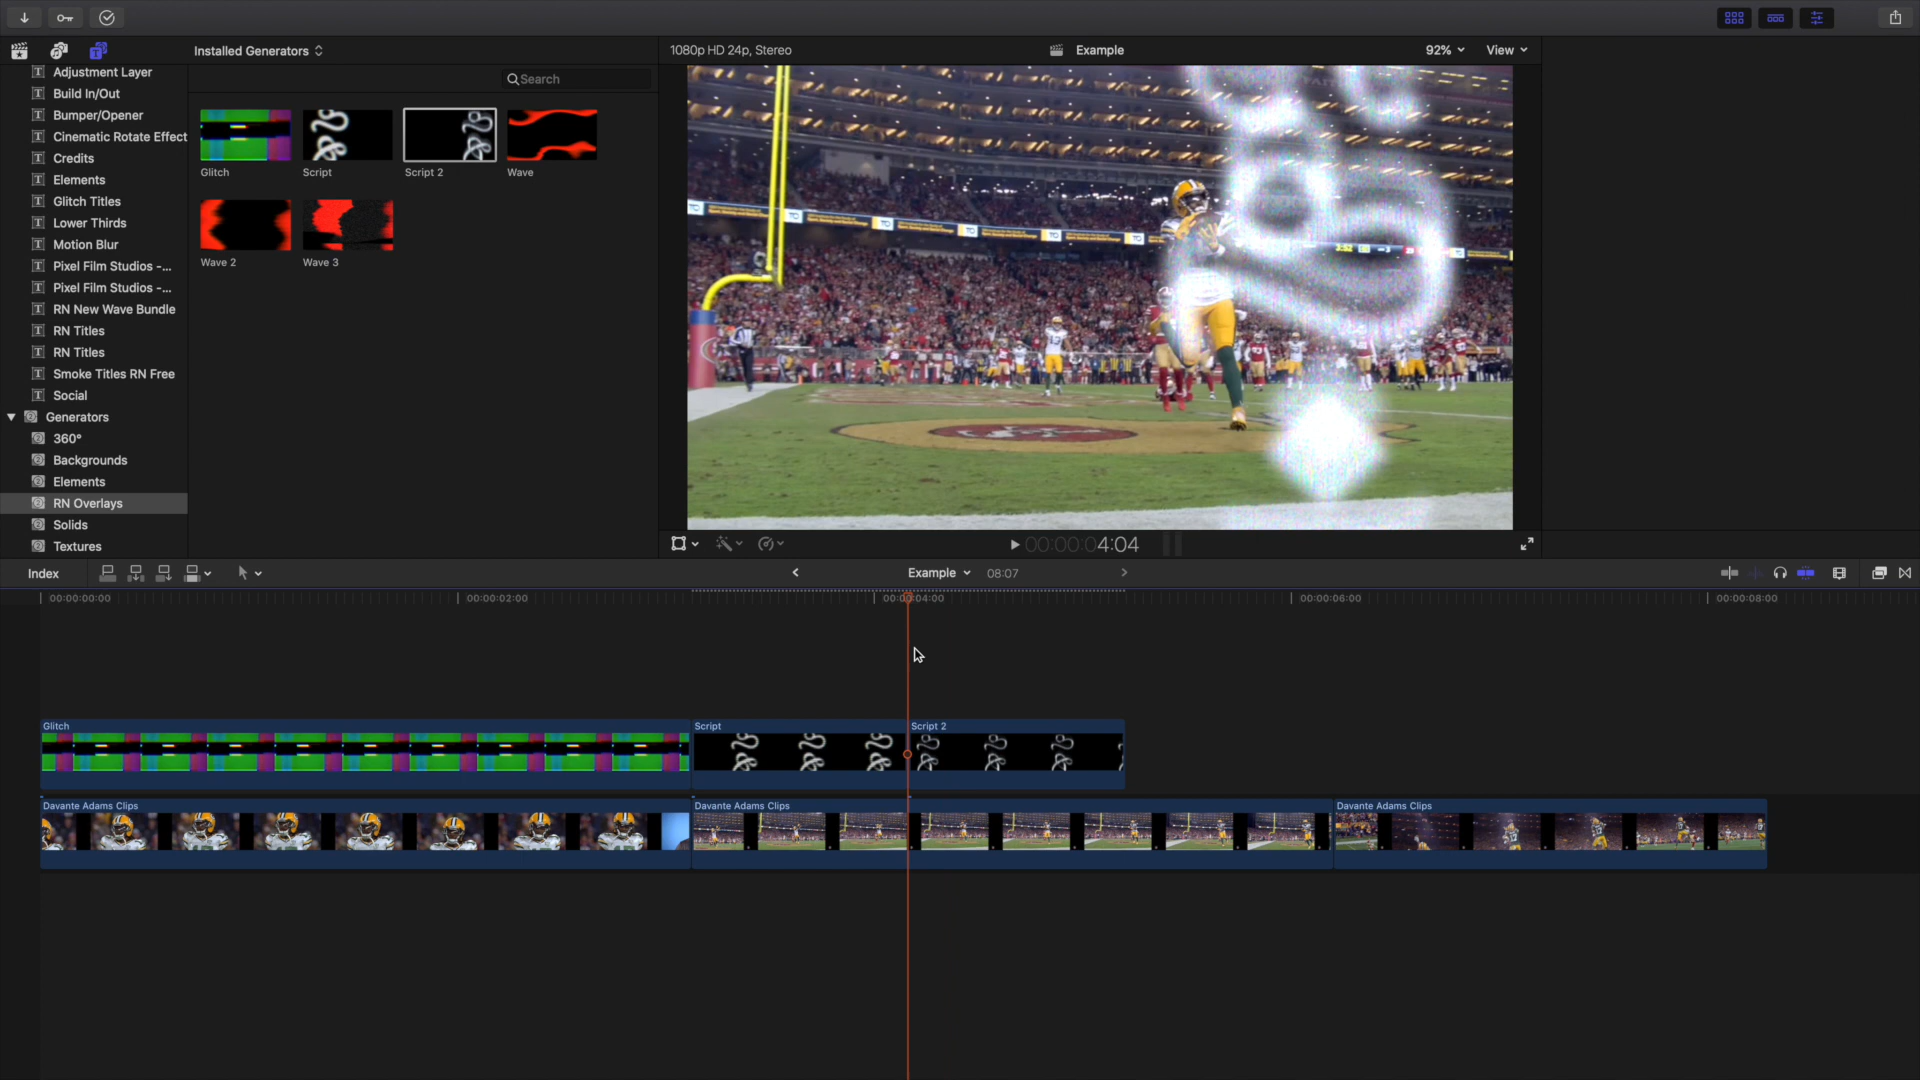 Installed Generators
1080p HD 24p, Stereo
Example
92%
View
Search
Adjustment Layer
Build In/Out
Bumper/Opener
Cinematic Rotate Effect
Credits
Elements
Glitch Titles
Lower Thirds
Motion Blur
Pixel Film Studios -...
Pixel Film Studios -...
RN New Wave Bundle
RN Titles
RN Titles
Smoke Titles RN Free
Social
Generators
360°
Backgrounds
Elements
RN Overlays
Solids
Textures
Glitch
Script
Script 2
Wave
Wave 2
Wave 3
00:00:04:04
Index
Example
08:07
00:00:00:00
00:00:02:00
00:00:04:00
00:00:06:00
00:00:08:00
Glitch
Script
Script 2
Davante Adams Clips
Davante Adams Clips
Davante Adams Clips